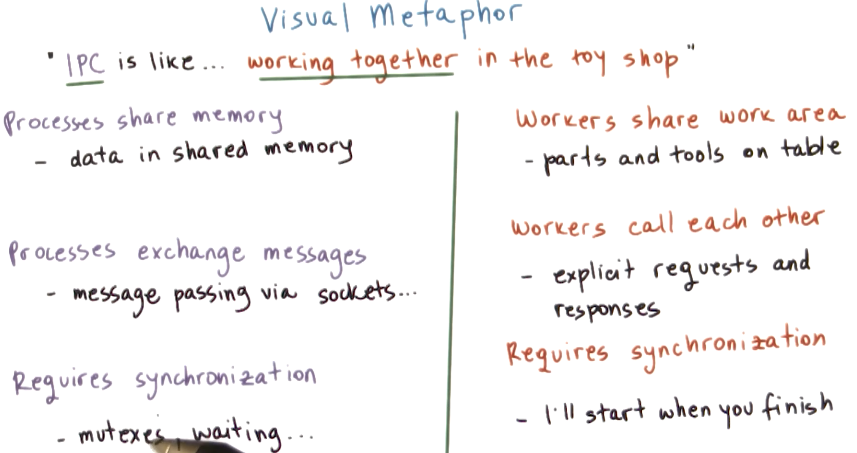 Visual Metaphor
"IPC is like... working together in the toy shop"
Processes share memory
- data in shared memory
Processes exchange messages
- message passing via sockets...
Requires synchronization
- mutexes, waiting...
Workers share work area
- parts and tools on table
Workers call each other
- explicit requests and
responses
Requires synchronization
- I'll start when you finish